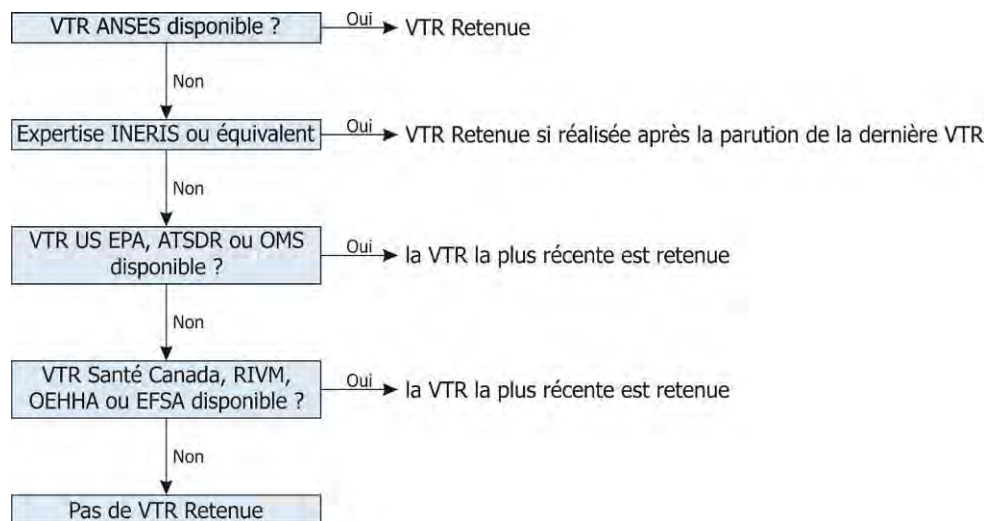 VTR ANSES disponible ?
Oui
VTR Retenue
Non
Expertise INERIS ou équivalent
Oui
VTR Retenue si réalisée après la parution de la dernière VTR
Non
VTR US EPA, ATSDR ou OMS
disponible ?
Oui
la VTR la plus récente est retenue
Non
VTR Santé Canada, RIVM,
OEHHA ou EFSA disponible ?
Oui
la VTR la plus récente est retenue
Non
Pas de VTR Retenue